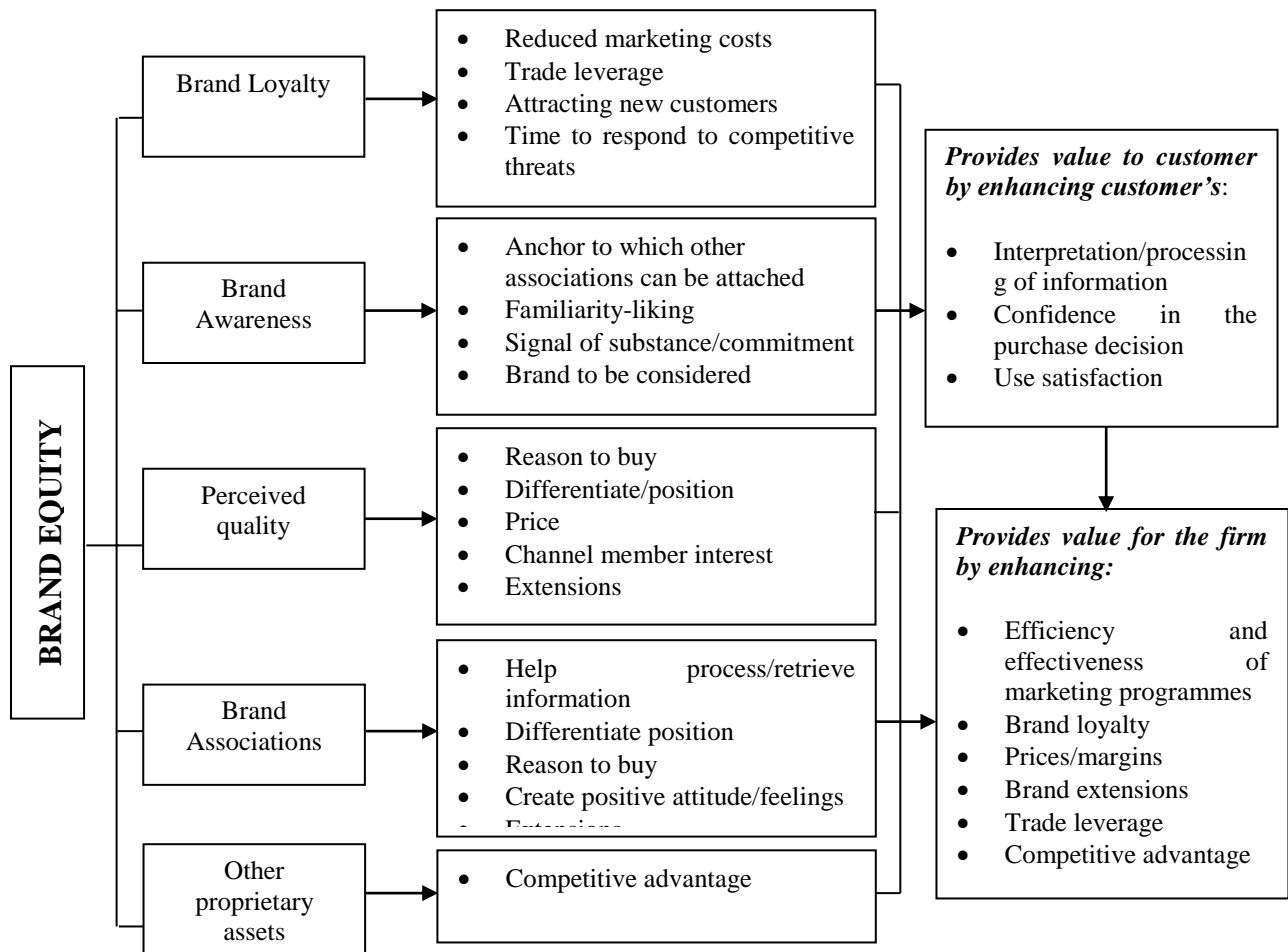 BRAND EQUITY
Brand Loyalty
• Reduced marketing costs
• Trade leverage
• Attracting new customers
• Time to respond to competitive
threats
Brand
Awareness
• Anchor to which other
associations can be attached
• Familiarity-liking
• Signal of substance/commitment
• Brand to be considered
Perceived
quality
• Reason to buy
• Differentiate/position
• Price
• Channel member interest
• Extensions
Brand
Associations
• Help process/retrieve
information
• Differentiate position
• Reason to buy
• Create positive attitude/feelings
• Extensions
Other
proprietary
assets
• Competitive advantage
Provides value to customer
by enhancing customer’s:
• Interpretation/processin
g of information
• Confidence in the
purchase decision
• Use satisfaction
Provides value for the firm
by enhancing:
• Efficiency and
effectiveness of
marketing programmes
• Brand loyalty
• Prices/margins
• Brand extensions
• Trade leverage
• Competitive advantage